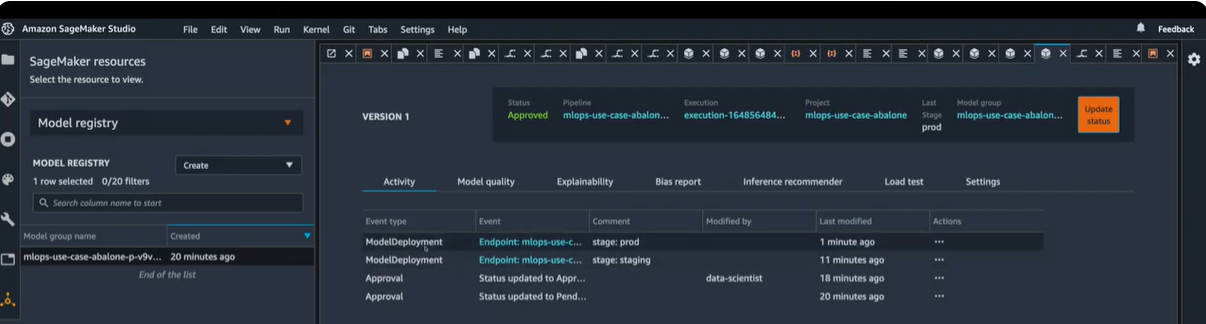 Amazon SageMaker Studio File Edit View Run Kernel Git Tabs Settings Help Feedback
SageMaker resources
Select the resource to view.
Model registry
MODEL REGISTRY Create
1 row selected 0/20 filters
Search column name to start
Model group name Created
mlops-use-case-abalone-p-v9v... 20 minutes ago
End of the list
VERSION 1
Status
Approved
Pipeline
mlops-use-case-abalon...
Execution
execution-164856484...
Project
mlops-use-case-abalone
Last
Stage
prod
Model group
mlops-use-case-abalon...
Update
status
Activity Model quality Explainability Bias report Inference recommender Load test Settings
Event type Event Comment Modified by Last modified Actions
ModelDeployment Endpoint: mlops-use-c... stage: prod 1 minute ago ...
ModelDeployment Endpoint: mlops-use-c... stage: staging 11 minutes ago ...
Approval Status updated to Appr... data-scientist 18 minutes ago ...
Approval Status updated to Pend... 20 minutes ago ...